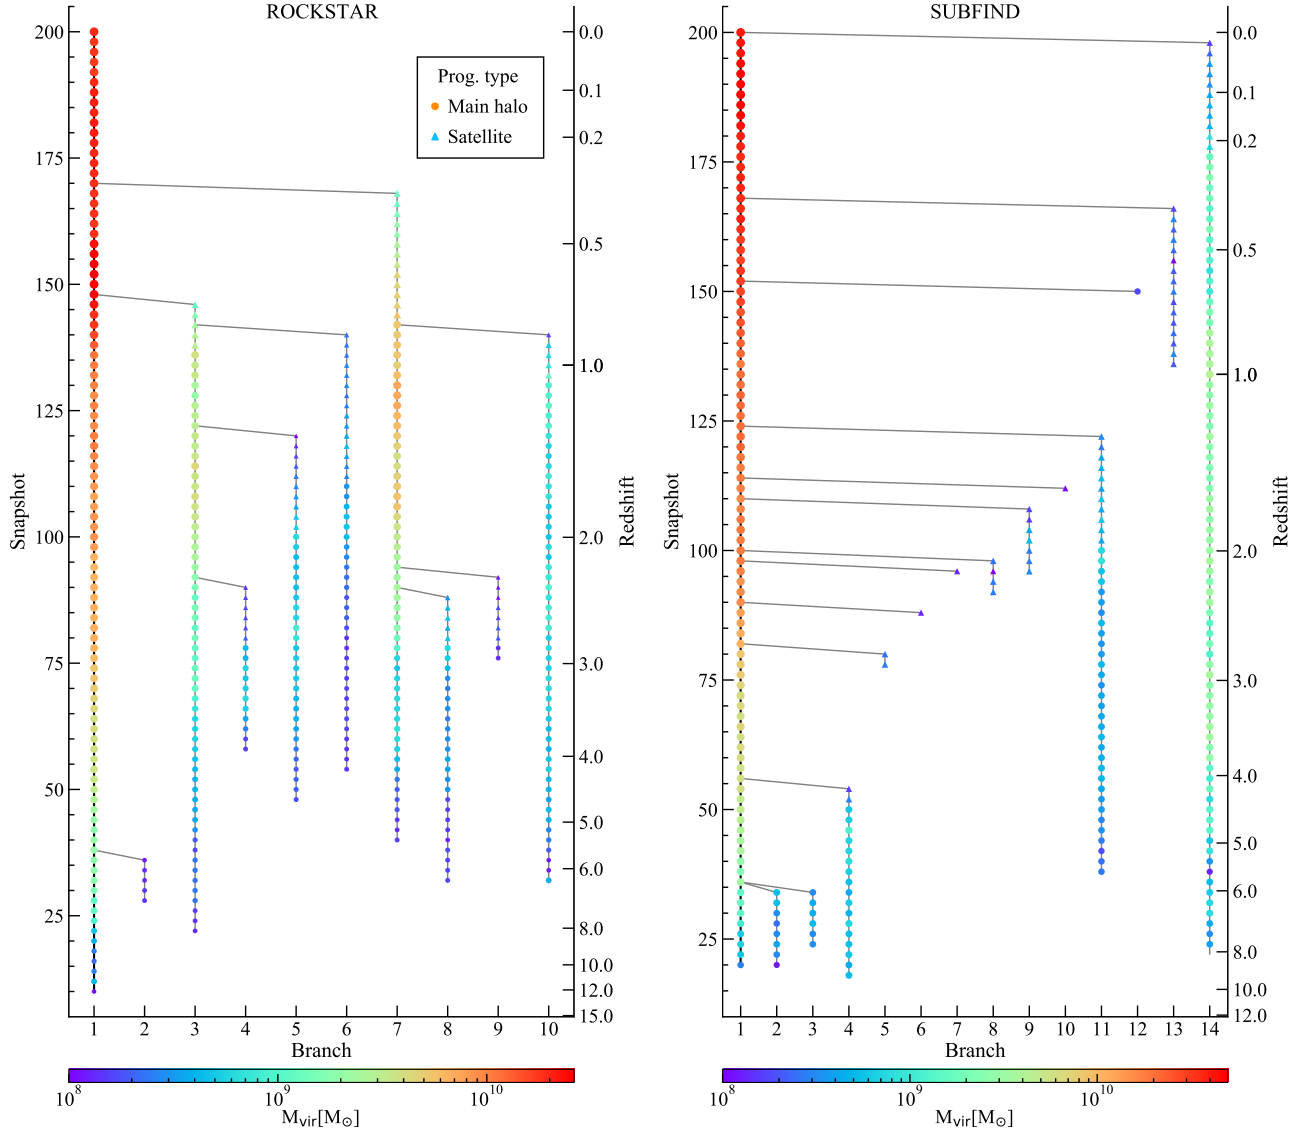 ROCKSTAR
Prog. type
Main halo
Satellite
200
175
150
125
100
75
50
25
Snapshot
0.0
0.1
0.2
0.5
1.0
2.0
3.0
4.0
5.0
6.0
8.0
10.0
12.0
15.0
Redshift
1 2 3 4 5 6 7 8 9 10
Branch
10^8 10^9 10^10
M_vir[M_⊙]
SUBFIND
200
175
150
125
100
75
50
25
Snapshot
0.0
0.1
0.2
0.5
1.0
2.0
3.0
4.0
5.0
6.0
8.0
10.0
12.0
Redshift
1 2 3 4 5 6 7 8 9 10 11 12 13 14
Branch
10^8 10^9 10^10
M_vir[M_⊙]